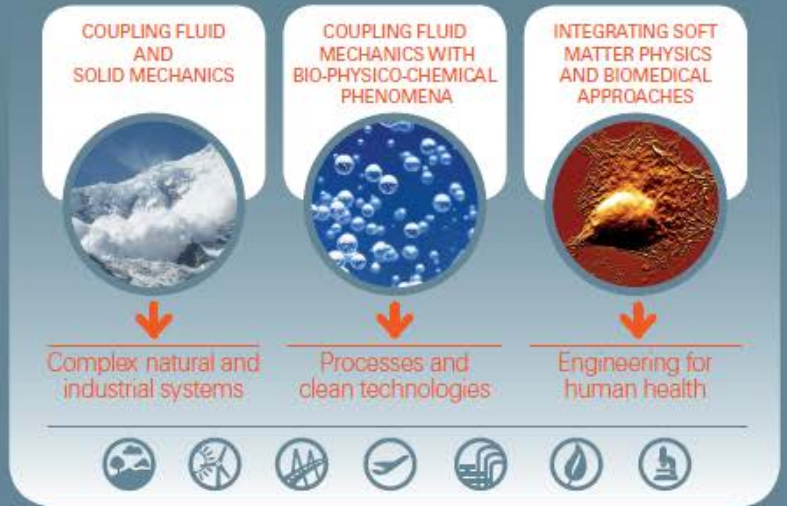 COUPLING FLUID
AND
SOLID MECHANICS
COUPLING FLUID
MECHANICS WITH
BIO-PHYSICO-CHEMICAL
PHENOMENA
INTEGRATING SOFT
MATTER PHYSICS
AND BIOMEDICAL
APPROACHES
Complex natural and
industrial systems
Processes and
clean technologies
Engineering for
human health